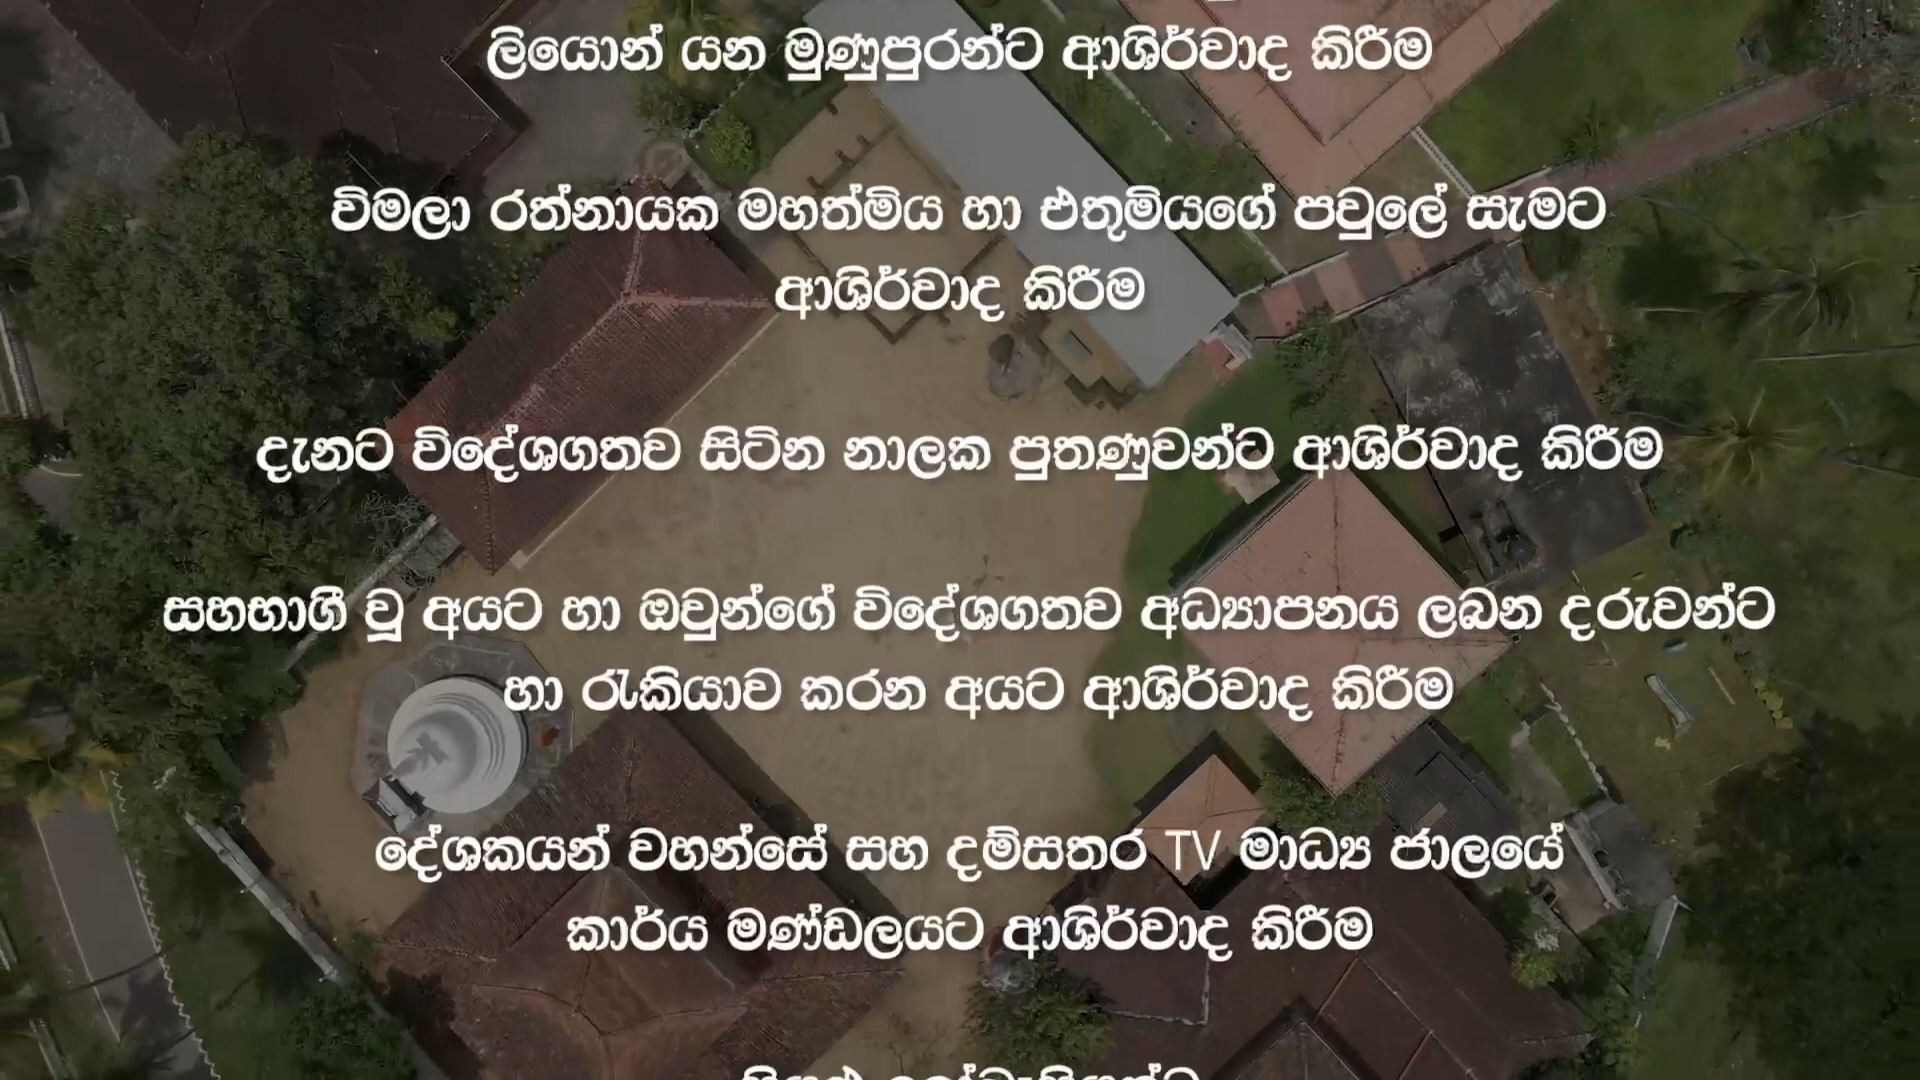 ලියොන් යන මුණුපුරන්ට ආශිර්වාද කිරීම
විමලා රත්නායක මහත්මිය හා එතුමියගේ පවුලේ සැමට
ආශිර්වාද කිරීම
දැනට විදේශගතව සිටින නාලක පුතණුවන්ට ආශිර්වාද කිරීම
සහභාගී වූ අයට හා ඔවුන්ගේ විදේශගතව අධ්‍යාපනය ලබන දරුවන්ට
හා රැකියාව කරන අයට ආශිර්වාද කිරීම
දේශකයන් වහන්සේ සහ දම්සතර TV මාධ්‍ය ජාලයේ
කාර්ය මණ්ඩලයට ආශිර්වාද කිරීම